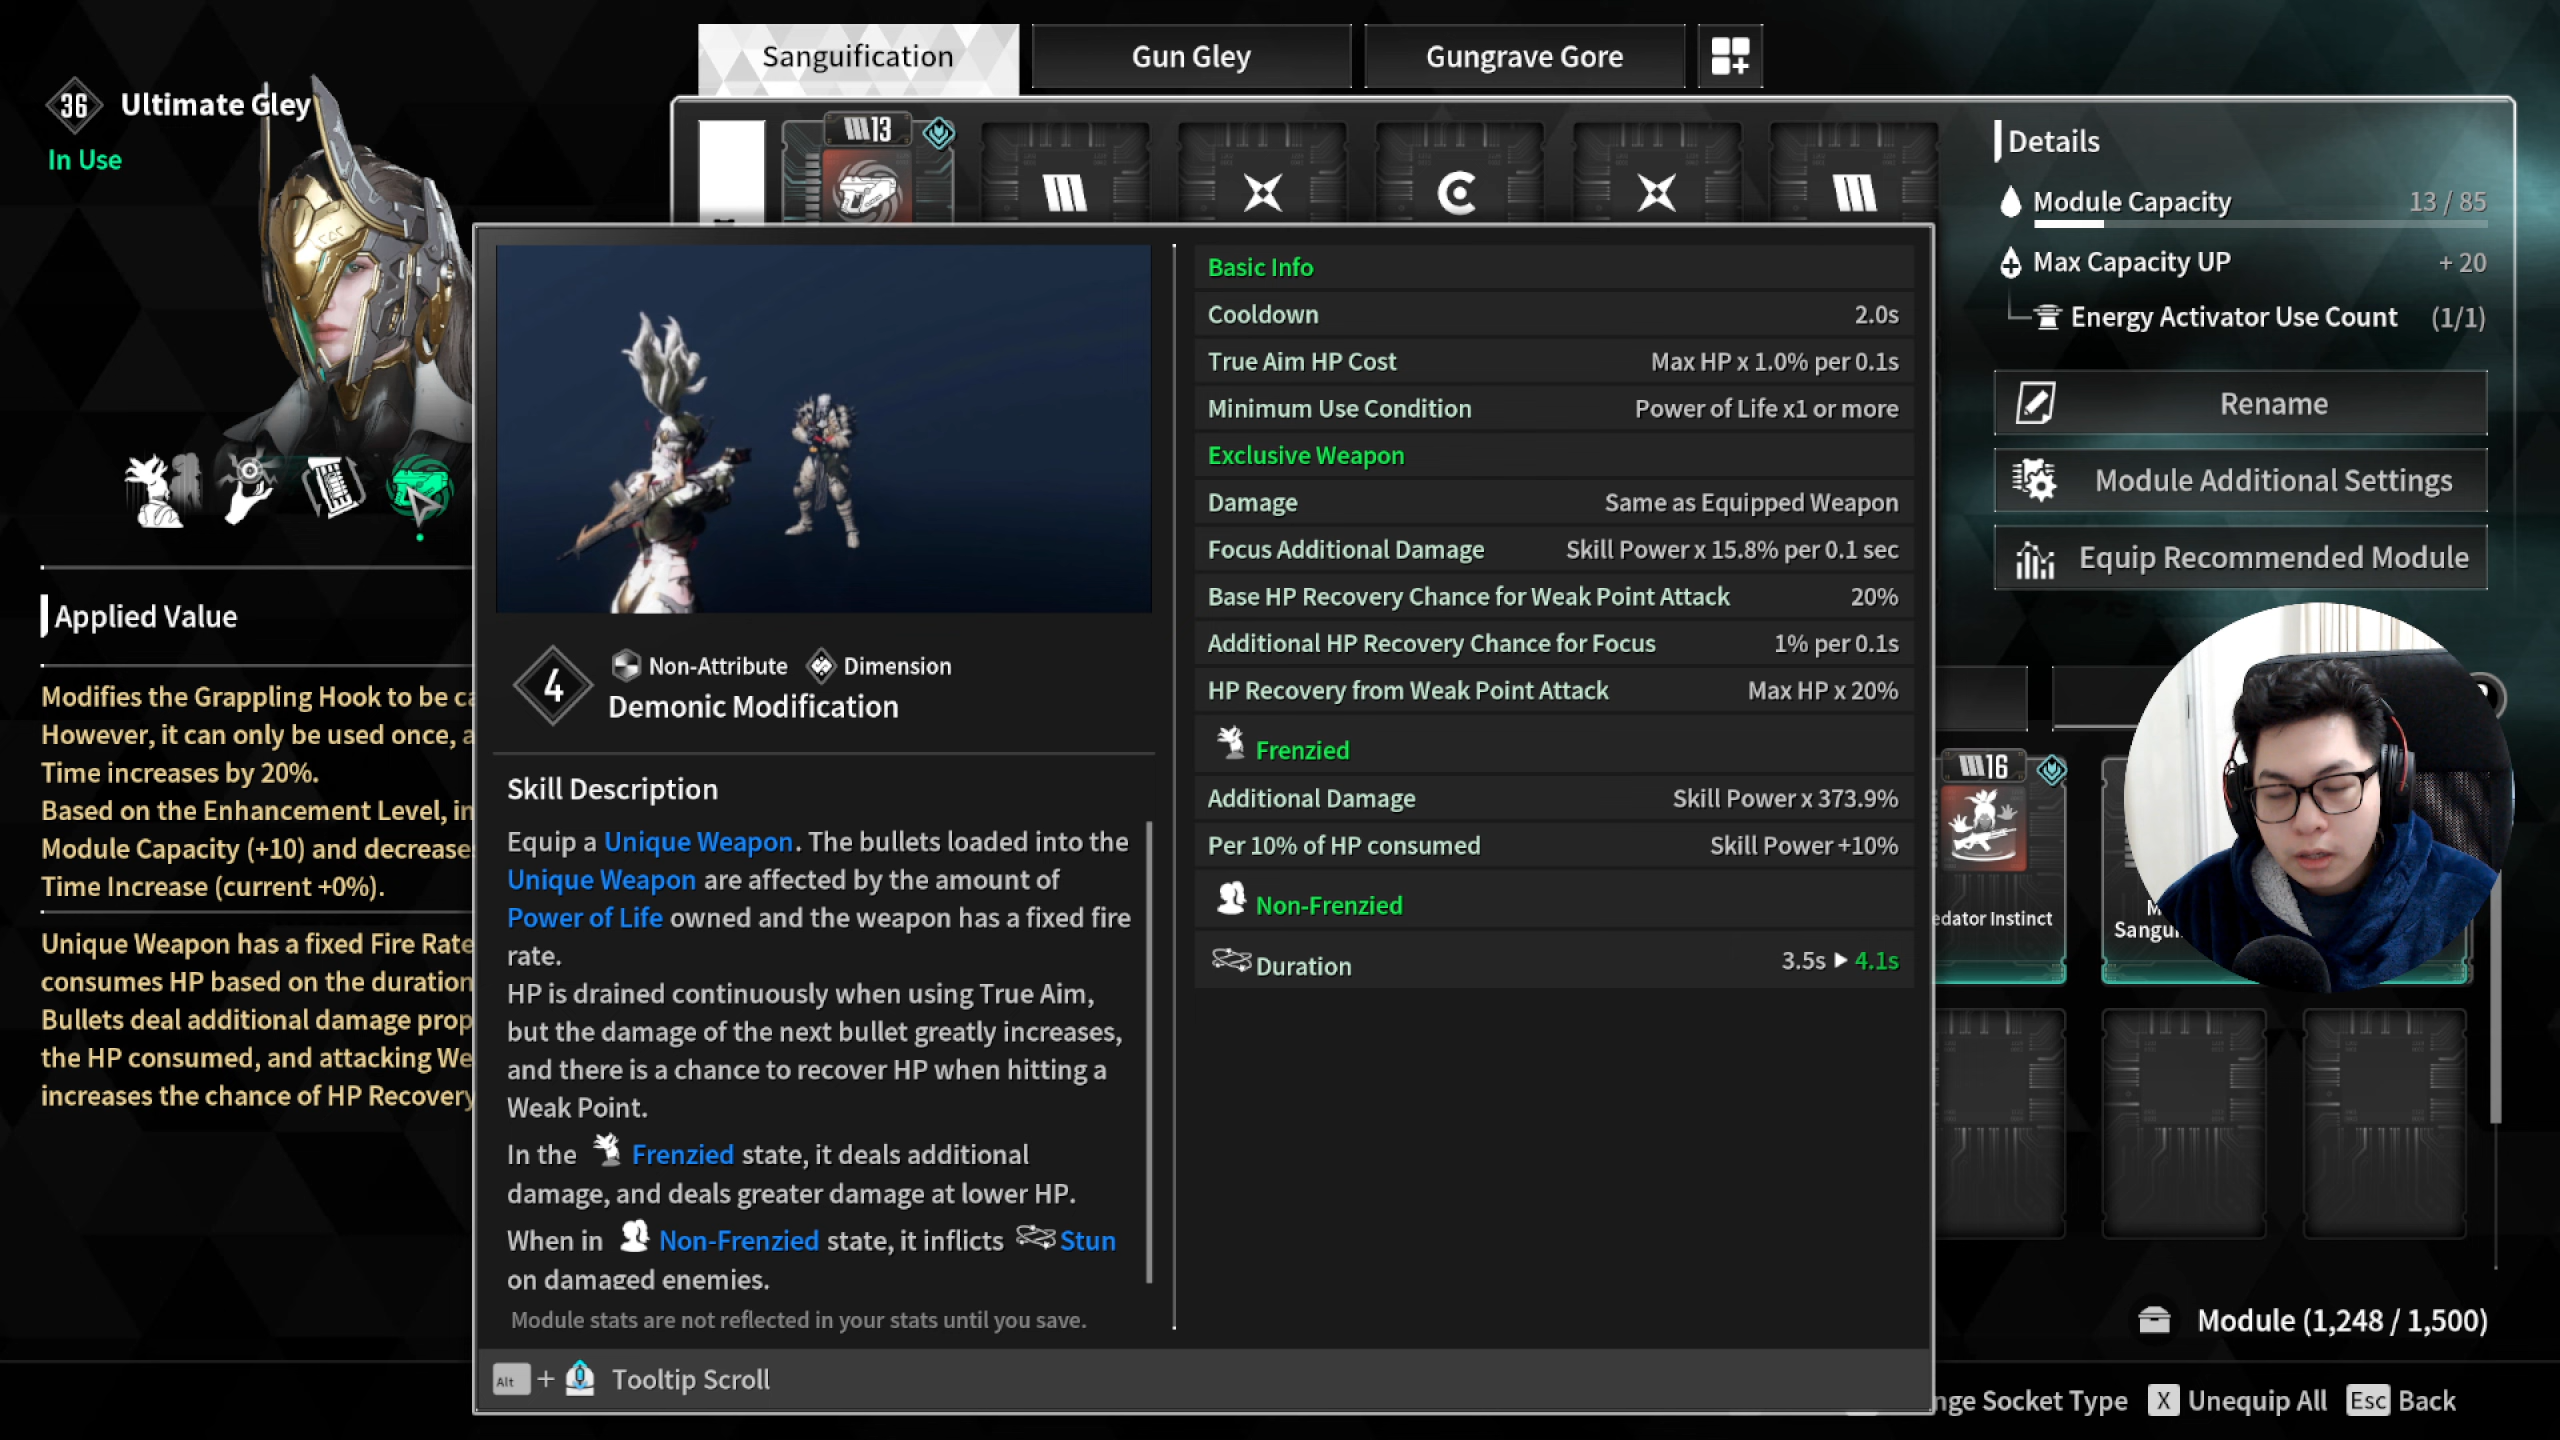 Sanguification
Gun Gley
Gungrave Gore
36
Ultimate Gley
In Use
13
Details
Module Capacity 13 / 85
Max Capacity UP + 20
Energy Activator Use Count (1/1)
Rename
Module Additional Settings
Equip Recommended Module
Applied Value
Modifies the Grappling Hook to be ca
However, it can only be used once, a
Time increases by 20%.
Based on the Enhancement Level, in
Module Capacity (+10) and decrease
Time Increase (current +0%).
Unique Weapon has a fixed Fire Rate
consumes HP based on the duration
Bullets deal additional damage prop
the HP consumed, and attacking We
increases the chance of HP Recovery
4
Non-Attribute Dimension
Demonic Modification
Skill Description
Equip a Unique Weapon. The bullets loaded into the
Unique Weapon are affected by the amount of
Power of Life owned and the weapon has a fixed fire
rate.
HP is drained continuously when using True Aim,
but the damage of the next bullet greatly increases,
and there is a chance to recover HP when hitting a
Weak Point.
In the Frenzied state, it deals additional
damage, and deals greater damage at lower HP.
When in Non-Frenzied state, it inflicts Stun
on damaged enemies.
Module stats are not reflected in your stats until you save.
Alt + Tooltip Scroll
Basic Info
Cooldown 2.0s
True Aim HP Cost Max HP x 1.0% per 0.1s
Minimum Use Condition Power of Life x1 or more
Exclusive Weapon
Damage Same as Equipped Weapon
Focus Additional Damage Skill Power x 15.8% per 0.1 sec
Base HP Recovery Chance for Weak Point Attack 20%
Additional HP Recovery Chance for Focus 1% per 0.1s
HP Recovery from Weak Point Attack Max HP x 20%
Frenzied
Additional Damage Skill Power x 373.9%
Per 10% of HP consumed Skill Power +10%
Non-Frenzied
Duration 3.5s ▶ 4.1s
16
edator Instinct
M
Sangu
Module (1,248 / 1,500)
nge Socket Type X Unequip All Esc Back